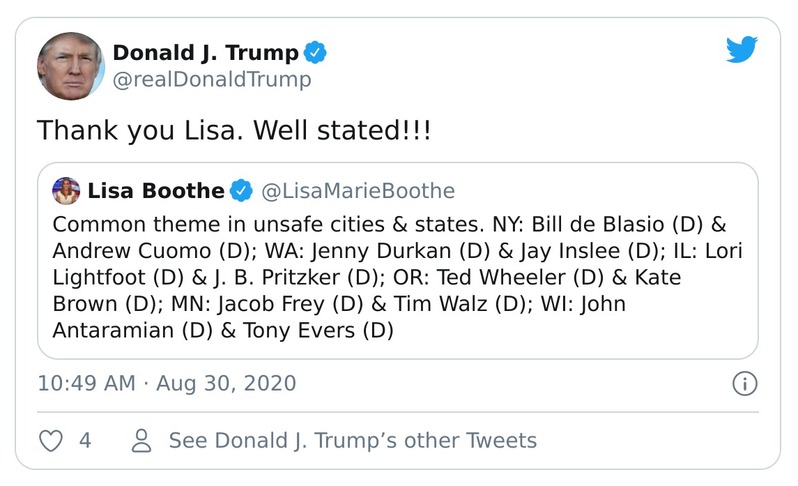 Donald J. Trump
@realDonaldTrump
Thank you Lisa. Well stated!!!
Lisa Boothe @LisaMarieBoothe
Common theme in unsafe cities & states. NY: Bill de Blasio (D) &
Andrew Cuomo (D); WA: Jenny Durkan (D) & Jay Inslee (D); IL: Lori
Lightfoot (D) & J. B. Pritzker (D); OR: Ted Wheeler (D) & Kate
Brown (D); MN: Jacob Frey (D) & Tim Walz (D); WI: John
Antaramian (D) & Tony Evers (D)
10:49 AM · Aug 30, 2020
4 See Donald J. Trump’s other Tweets